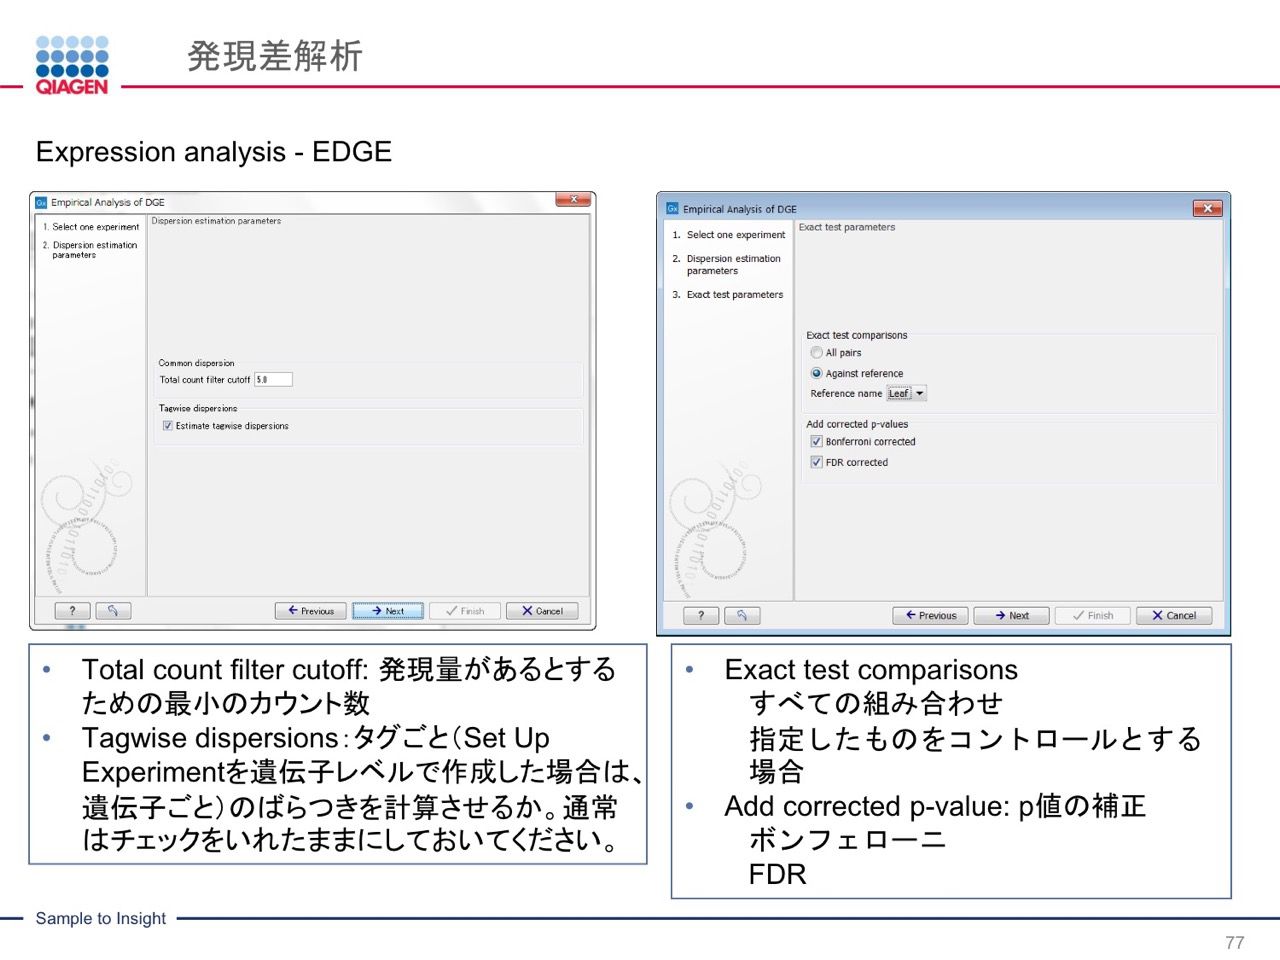 QIAGEN
発現差解析
Expression analysis - EDGE
Gx Empirical Analysis of DGE
1. Select one experiment
2. Dispersion estimation
parameters
Dispersion estimation parameters
Common dispersion
Total count filter cutoff 5.0
Tagwise dispersions
Estimate tagwise dispersions
? Previous Next Finish Cancel
Gx Empirical Analysis of DGE
1. Select one experiment
2. Dispersion estimation
parameters
3. Exact test parameters
Exact test parameters
Exact test comparisons
All pairs
Against reference
Reference name Leaf
Add corrected p-values
Bonferroni corrected
FDR corrected
? Previous Next Finish Cancel
• Total count filter cutoff: 発現量があるとする
ための最小のカウント数
• Tagwise dispersions：タグごと（Set Up
Experimentを遺伝子レベルで作成した場合は、
遺伝子ごと）のばらつきを計算させるか。通常
はチェックをいれたままにしておいてください。
• Exact test comparisons
すべての組み合わせ
指定したものをコントロールとする
場合
• Add corrected p-value: p値の補正
ボンフェローニ
FDR
Sample to Insight
77